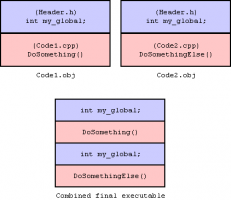 (Header.h)
int my_global;
(Code1.cpp)
DoSomething()
Code1.obj
(Header.h)
int my_global;
(Code2.cpp)
DoSomethingElse()
Code2.obj
int my_global;
DoSomething()
int my_global;
DoSomethingElse()
Combined final executable